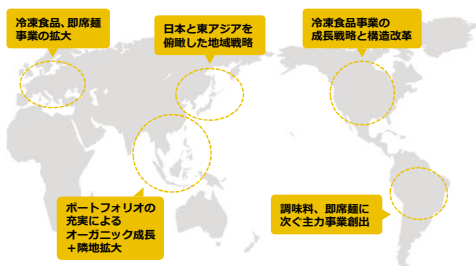 冷凍食品、即席麺
事業の拡大
日本と東アジアを
俯瞰した地域戦略
冷凍食品事業の
成長戦略と構造改革
ポートフォリオの
充実による
オーガニック成長
＋隣地拡大
調味料、即席麺に
次ぐ主力事業創出